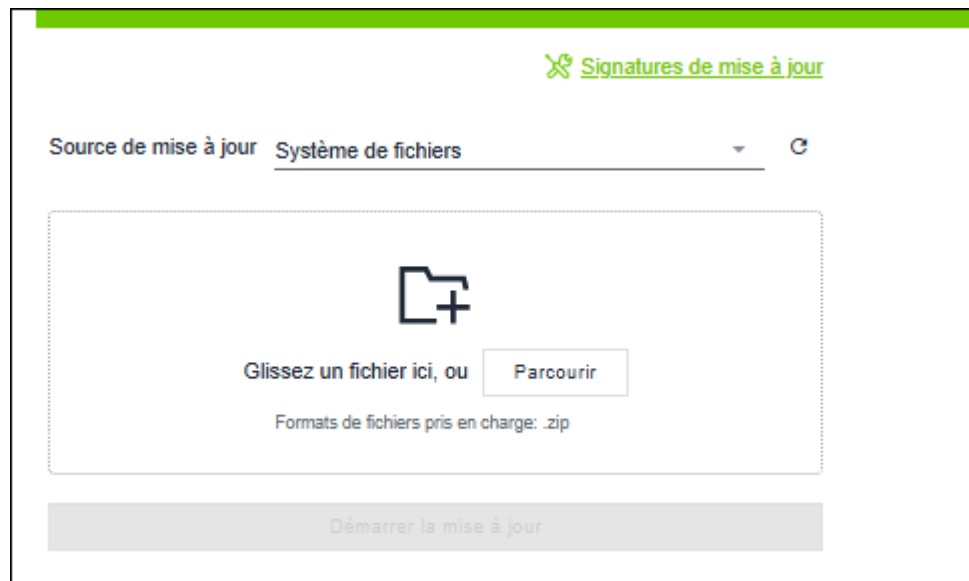 Signatures de mise à jour
Source de mise à jour Système de fichiers
Glissez un fichier ici, ou Parcourir
Formats de fichiers pris en charge: .zip
Démarrer la mise à jour